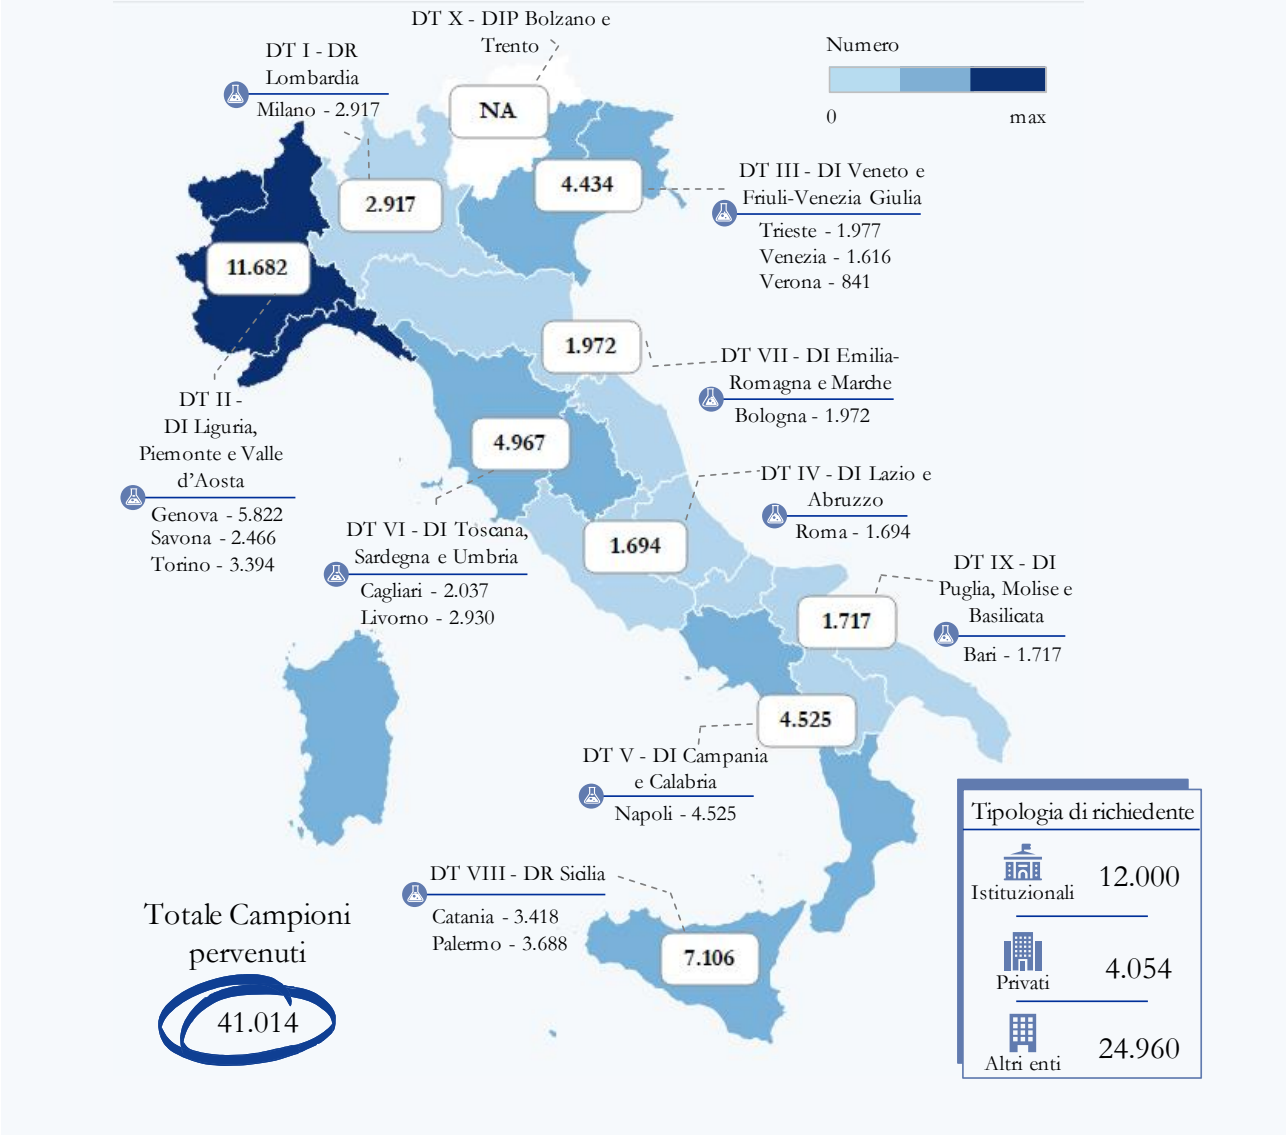 DT X - DIP Bolzano e
Trento
DT I - DR
Lombardia
Milano - 2.917
Numero
0
max
NA
4.434
2.917
11.682
DT III - DI Veneto e
Friuli-Venezia Giulia
Trieste - 1.977
Venezia - 1.616
Verona - 841
1.972
DT VII - DI Emilia-
Romagna e Marche
Bologna - 1.972
DT II -
DI Liguria,
Piemonte e Valle
d’Aosta
Genova - 5.822
Savona - 2.466
Torino - 3.394
4.967
DT IV - DI Lazio e
Abruzzo
Roma - 1.694
DT VI - DI Toscana,
Sardegna e Umbria
Cagliari - 2.037
Livorno - 2.930
1.694
DT IX - DI
Puglia, Molise e
Basilicata
Bari - 1.717
1.717
4.525
DT V - DI Campania
e Calabria
Napoli - 4.525
DT VIII - DR Sicilia
Catania - 3.418
Palermo - 3.688
7.106
Totale Campioni
pervenuti
41.014
Tipologia di richiedente
Istituzionali
12.000
Privati
4.054
Altri enti
24.960